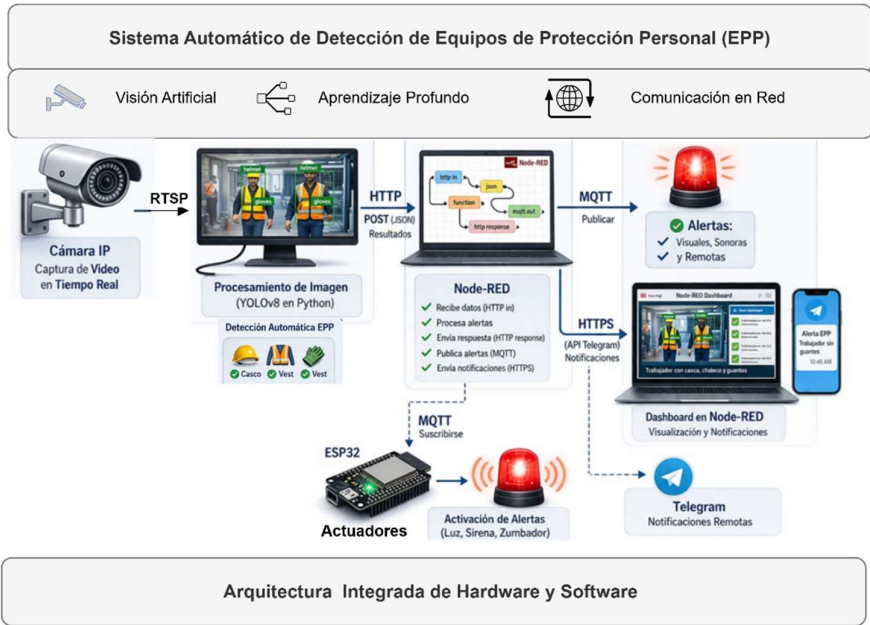 Sistema Automático de Detección de Equipos de Protección Personal (EPP)
Visión Artificial
Aprendizaje Profundo
Comunicación en Red
RTSP
Cámara IP
Captura de Video
en Tiempo Real
helmet
helmet
gloves
gloves
Procesamiento de Imagen
(YOLOv8 en Python)
Detección Automática EPP
Casco
Vest
Vest
HTTP
POST (JSON)
Resultados
Node-RED
http in
json
function
mqtt out
http response
Node-RED
Recibe datos (HTTP in)
Procesa alertas
Envía respuesta (HTTP response)
Publica alertas (MQTT)
Envía notificaciones (HTTPS)
MQTT
Publicar
Alertas:
Visuales, Sonoras
y Remotas
HTTPS
(API Telegram)
Notificaciones
Node-RED Dashboard
Trabajador con casco, chaleco y guantes
Alerta EPP
Trabajador sin
guantes
10:45 AM
Dashboard en Node-RED
Visualización y Notificaciones
MQTT
Suscribirse
ESP32
Actuadores
Activación de Alertas
(Luz, Sirena, Zumbador)
Telegram
Notificaciones Remotas
Arquitectura Integrada de Hardware y Software